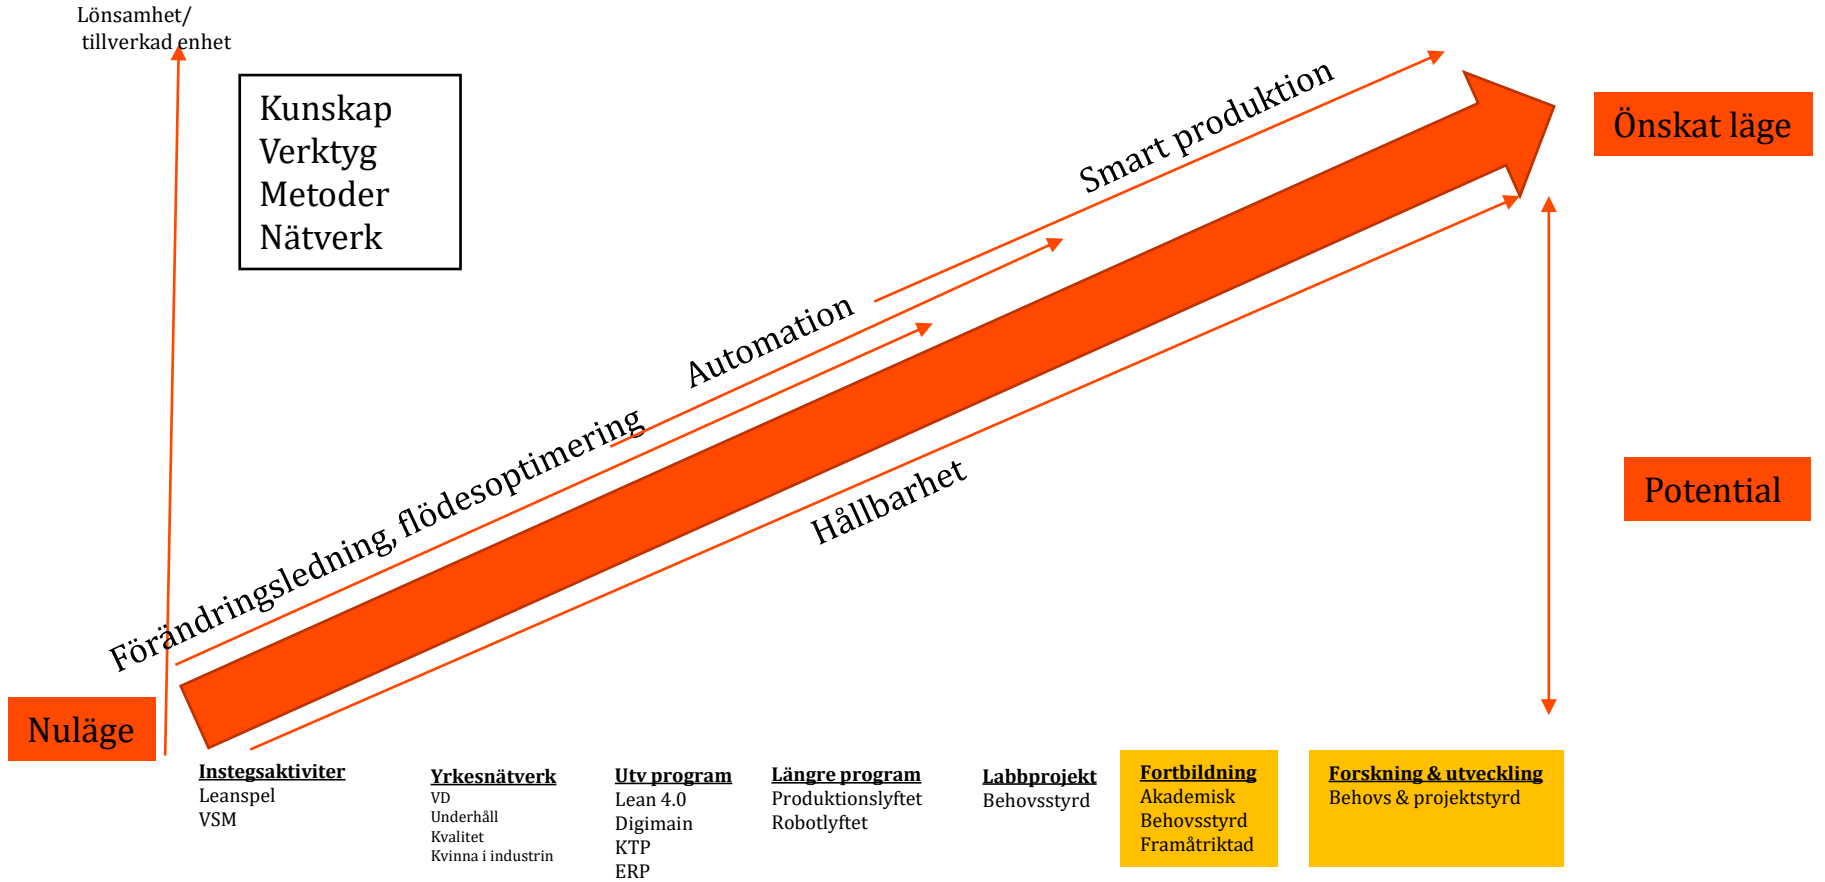 Lönsamhet/
tillverkad enhet
Kunskap
Verktyg
Metoder
Nätverk
Smart produktion
Önskat läge
Automation
Förändringsledning, flödesoptimering
Hållbarhet
Potential
Nuläge
Instegsaktiviter
Leanspel
VSM
Yrkesnätverk
VD
Underhåll
Kvalitet
Kvinna i industrin
Utv program
Lean 4.0
Digimain
KTP
ERP
Längre program
Produktionslyftet
Robotlyftet
Labbprojekt
Behovsstyrd
Fortbildning
Akademisk
Behovsstyrd
Framåtriktad
Forskning & utveckling
Behovs & projektstyrd